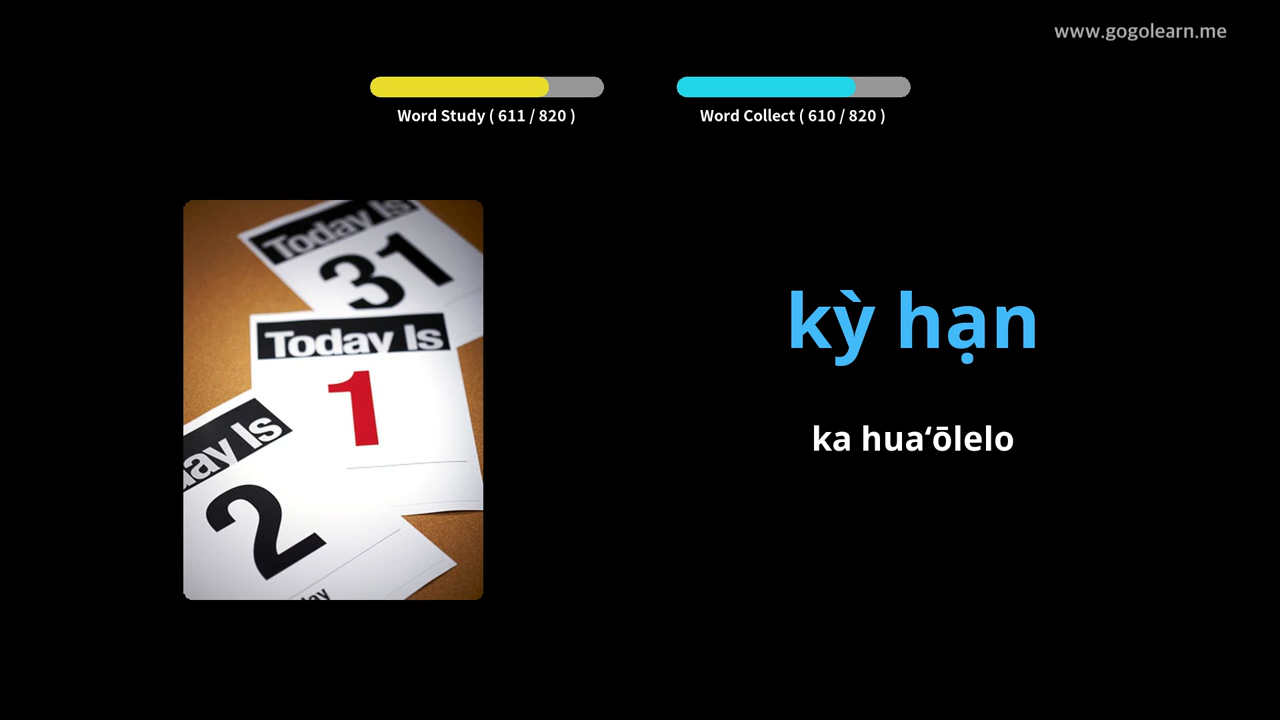 www.gogolearn.me
Word Study ( 611 / 820 )
Word Collect ( 610 / 820 )
Today Is
31
Today Is
1
ay Is
2
day
kỳ hạn
ka huaʻōlelo